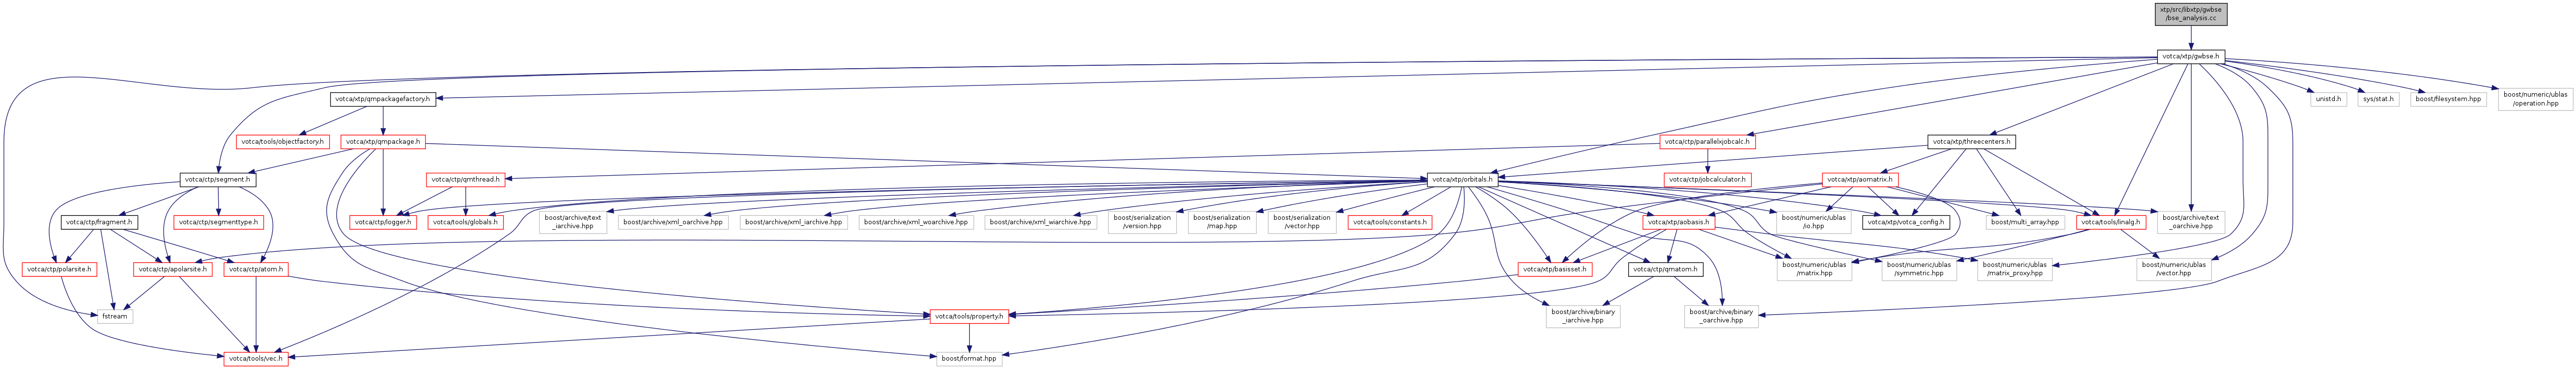 xtp/src/libxtp/gwbse
/bse_analysis.cc
votca/xtp/gwbse.h
votca/xtp/qmpackagefactory.h
unistd.h
sys/stat.h
boost/filesystem.hpp
boost/numeric/ublas
/operation.hpp
votca/tools/objectfactory.h
votca/xtp/qmpackage.h
votca/ctp/parallelxjobcalc.h
votca/xtp/threecenters.h
votca/ctp/segment.h
votca/ctp/qmthread.h
votca/xtp/orbitals.h
votca/ctp/jobcalculator.h
votca/xtp/aomatrix.h
votca/ctp/fragment.h
votca/ctp/segmenttype.h
votca/ctp/logger.h
votca/tools/globals.h
boost/archive/text
_iarchive.hpp
boost/archive/xml_oarchive.hpp
boost/archive/xml_iarchive.hpp
boost/archive/xml_woarchive.hpp
boost/archive/xml_wiarchive.hpp
boost/serialization
/version.hpp
boost/serialization
/map.hpp
boost/serialization
/vector.hpp
votca/tools/constants.h
votca/xtp/aobasis.h
boost/numeric/ublas
/io.hpp
votca/xtp/votca_config.h
boost/multi_array.hpp
votca/tools/linalg.h
boost/archive/text
_oarchive.hpp
votca/ctp/polarsite.h
votca/ctp/apolarsite.h
votca/ctp/atom.h
votca/xtp/basisset.h
votca/ctp/qmatom.h
boost/numeric/ublas
/matrix.hpp
boost/numeric/ublas
/symmetric.hpp
boost/numeric/ublas
/matrix_proxy.hpp
boost/numeric/ublas
/vector.hpp
fstream
votca/tools/property.h
boost/archive/binary
_iarchive.hpp
boost/archive/binary
_oarchive.hpp
votca/tools/vec.h
boost/format.hpp